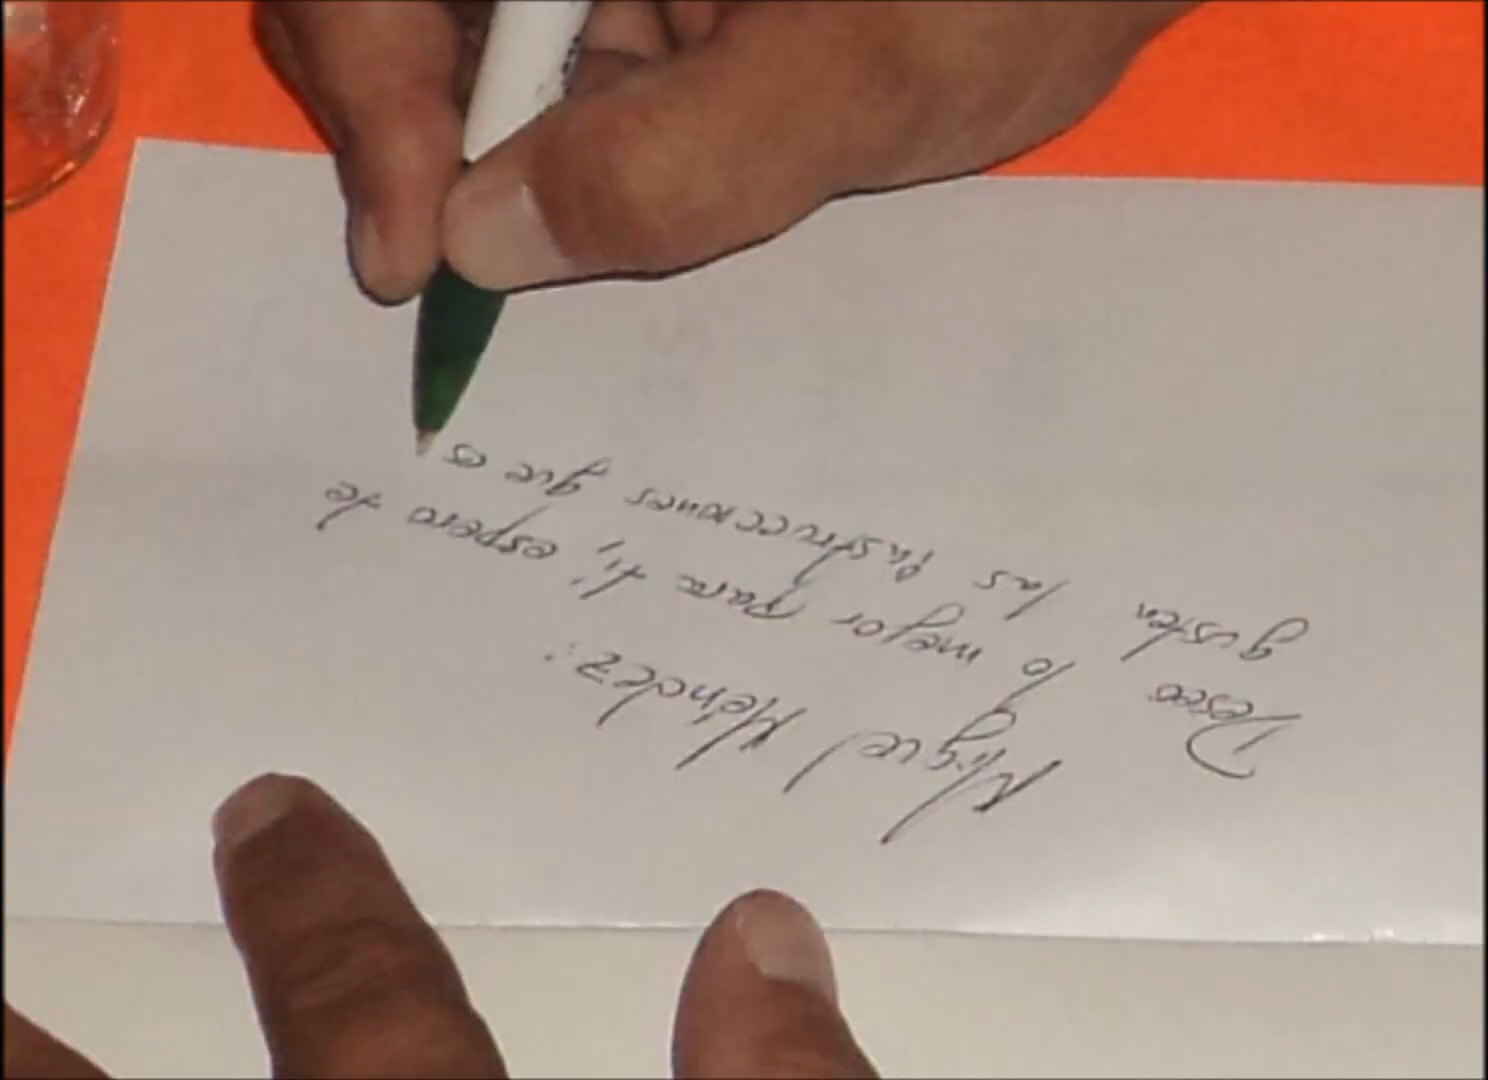 Miguel Méndez:
Deseo lo mejor para ti, espero te
gusten las instrucciones que es